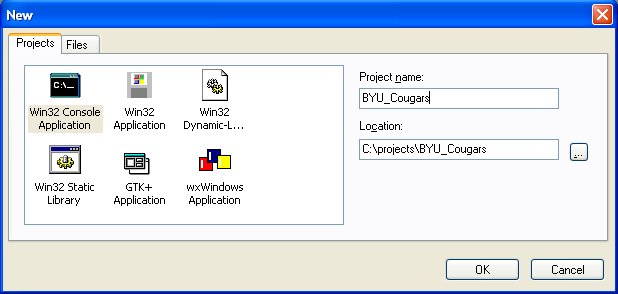 New
Projects
Files
C:\_
Win32 Console
Application
Win32
Application
Win32
Dynamic-L...
Win32 Static
Library
GTK+
Application
wxWindows
Application
Project name:
BYU_Cougars
Location:
C:\projects\BYU_Cougars
...
OK
Cancel